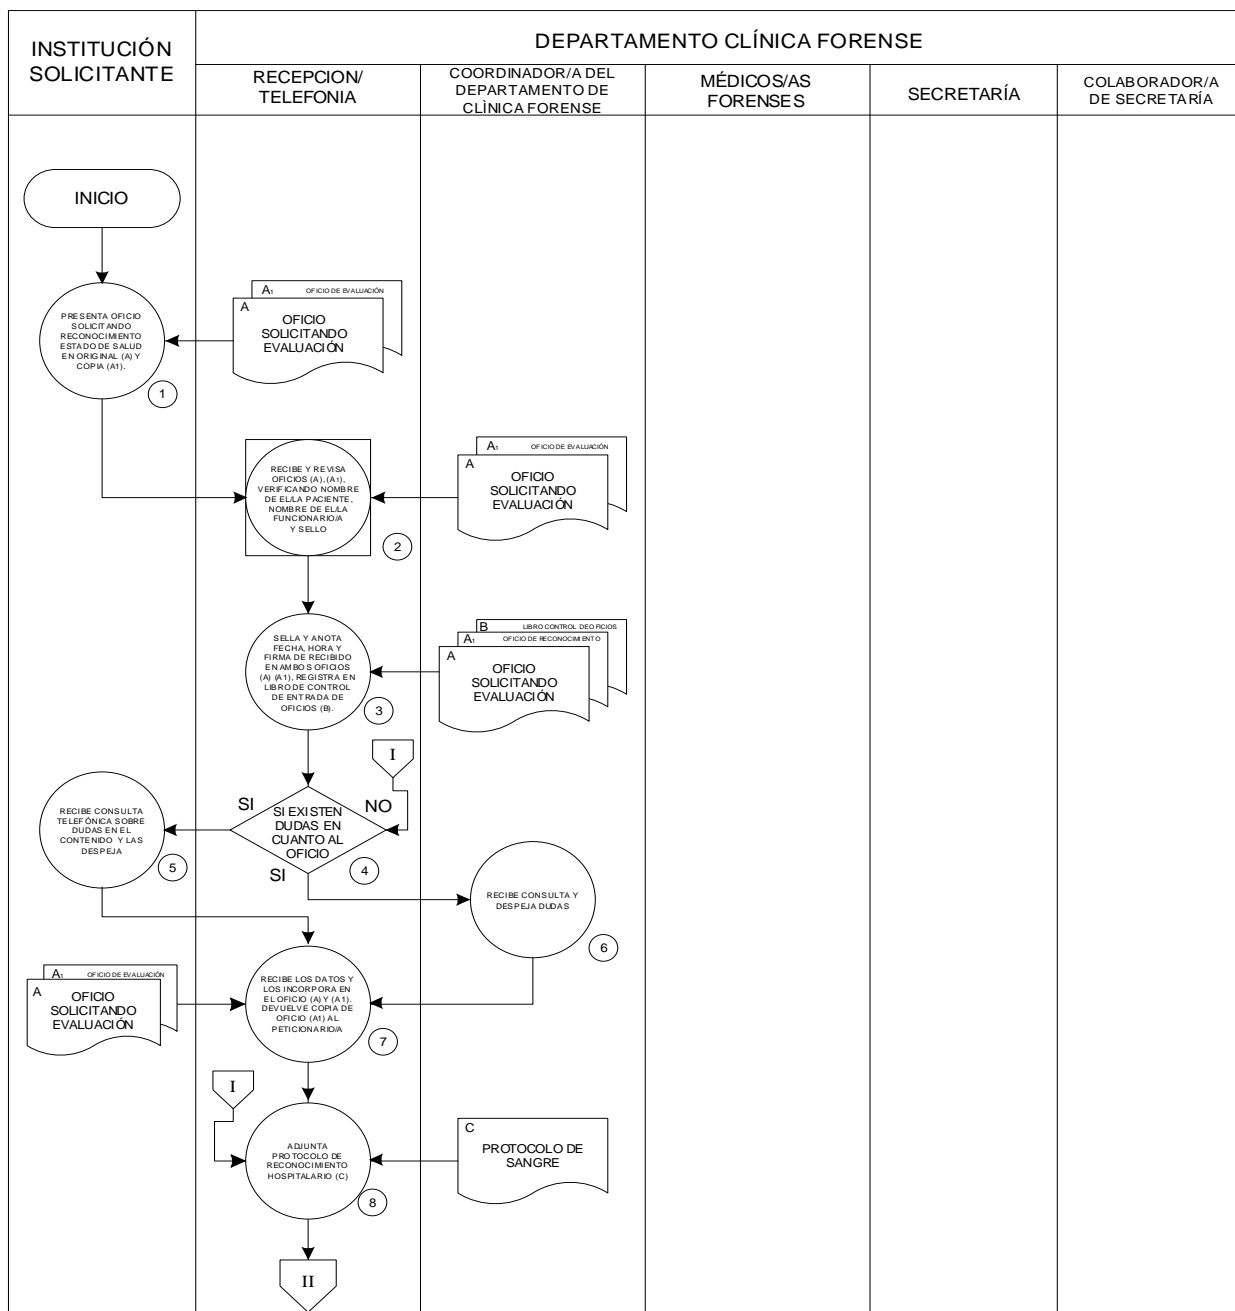 INSTITUCIÓN
SOLICITANTE
DEPARTAMENTO CLÍNICA FORENSE
RECEPCION/
TELEFONIA
COORDINADOR/A DEL
DEPARTAMENTO DE
CLÌNICA FORENSE
MÉDICOS/AS
FORENSES
SECRETARÍA
COLABORADOR/A
DE SECRETARÍA
INICIO
PRESENTA OFICIO
SOLICITANDO
RECONOCIMIENTO
ESTADO DE SALUD
EN ORIGINAL (A) Y
COPIA (A1).
1
A1 OFICIO DE EVALUACIÓN
A
OFICIO
SOLICITANDO
EVALUACIÓN
RECIBE Y REVISA
OFICIOS (A), (A1),
VERIFICANDO NOMBRE
DE EL/LA PACIENTE,
NOMBRE DE EL/LA
FUNCIONARIO/A
Y SELLO
2
A1 OFICIO DE EVALUACIÓN
A
OFICIO
SOLICITANDO
EVALUACIÓN
SELLA Y ANOTA
FECHA, HORA Y
FIRMA DE RECIBIDO
EN AMBOS OFICIOS
(A) (A1), REGISTRA EN
LIBRO DE CONTROL
DE ENTRADA DE
OFICIOS (B).
3
B LIBRO CONTROL DE OFICIOS
A1 OFICIO DE RECONOCIMIENTO
A
OFICIO
SOLICITANDO
EVALUACIÓN
I
SI
NO
SI EXISTEN
DUDAS EN
CUANTO AL
OFICIO
SI
4
RECIBE CONSULTA
TELEFÓNICA SOBRE
DUDAS EN EL
CONTENIDO Y LAS
DESPEJA
5
RECIBE CONSULTA Y
DESPEJA DUDAS
6
A1 OFICIO DE EVALUACIÓN
A
OFICIO
SOLICITANDO
EVALUACIÓN
RECIBE LOS DATOS Y
LOS INCORPORA EN
EL OFICIO (A) Y (A1).
DEVUELVE COPIA DE
OFICIO (A1) AL
PETICIONARIO/A
7
I
ADJUNTA
PROTOCOLO DE
RECONOCIMIENTO
HOSPITALARIO (C)
8
C
PROTOCOLO DE
SANGRE
II